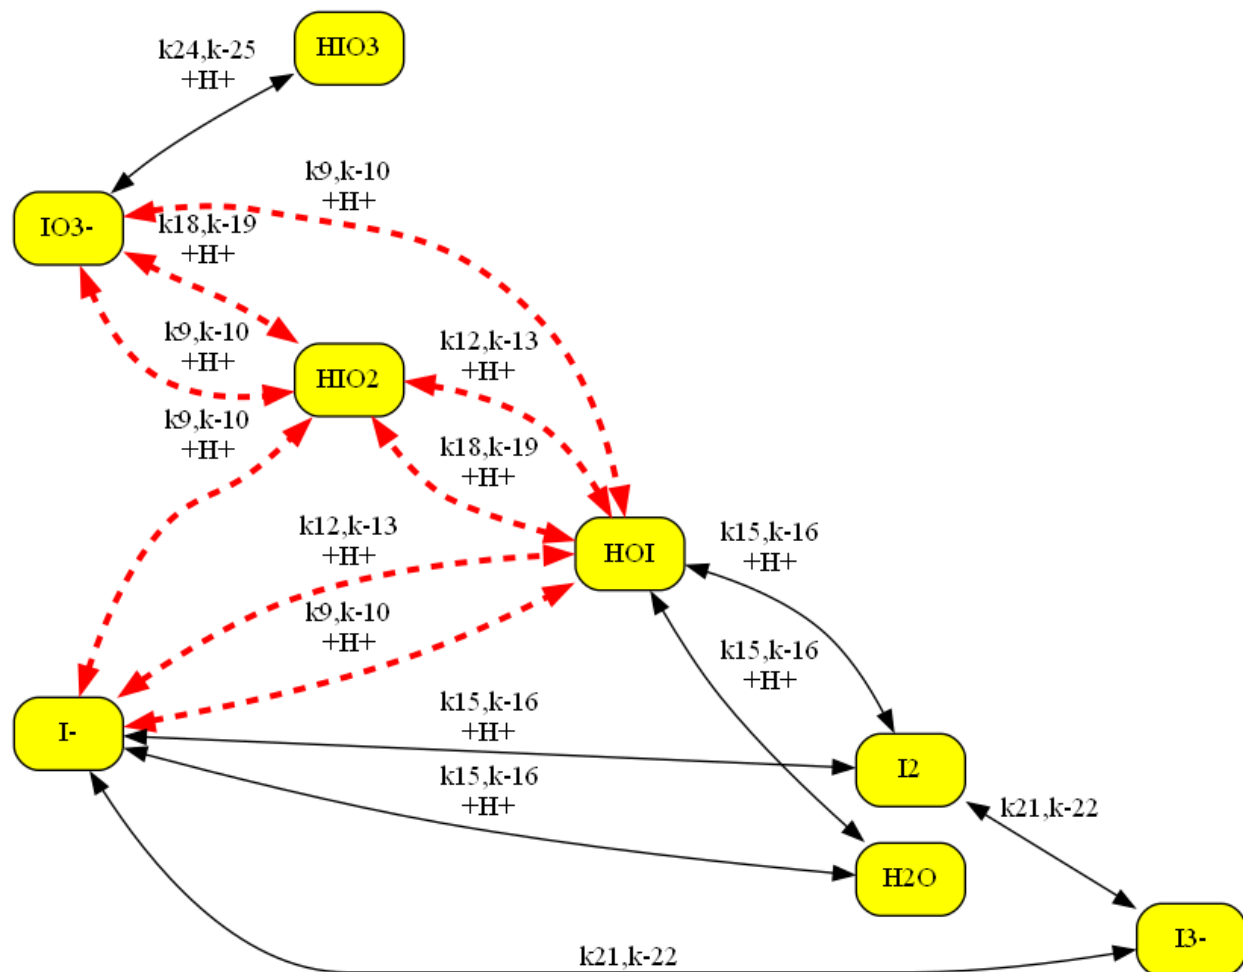 k24,k-25
+H+
HIO3
k9,k-10
+H+
IO3-
k18,k-19
+H+
k9,k-10
+H+
k12,k-13
+H+
HIO2
k9,k-10
+H+
k18,k-19
+H+
k12,k-13
+H+
HOI
k15,k-16
+H+
k9,k-10
+H+
k15,k-16
+H+
I-
k15,k-16
+H+
I2
k15,k-16
+H+
k21,k-22
H2O
I3-
k21,k-22